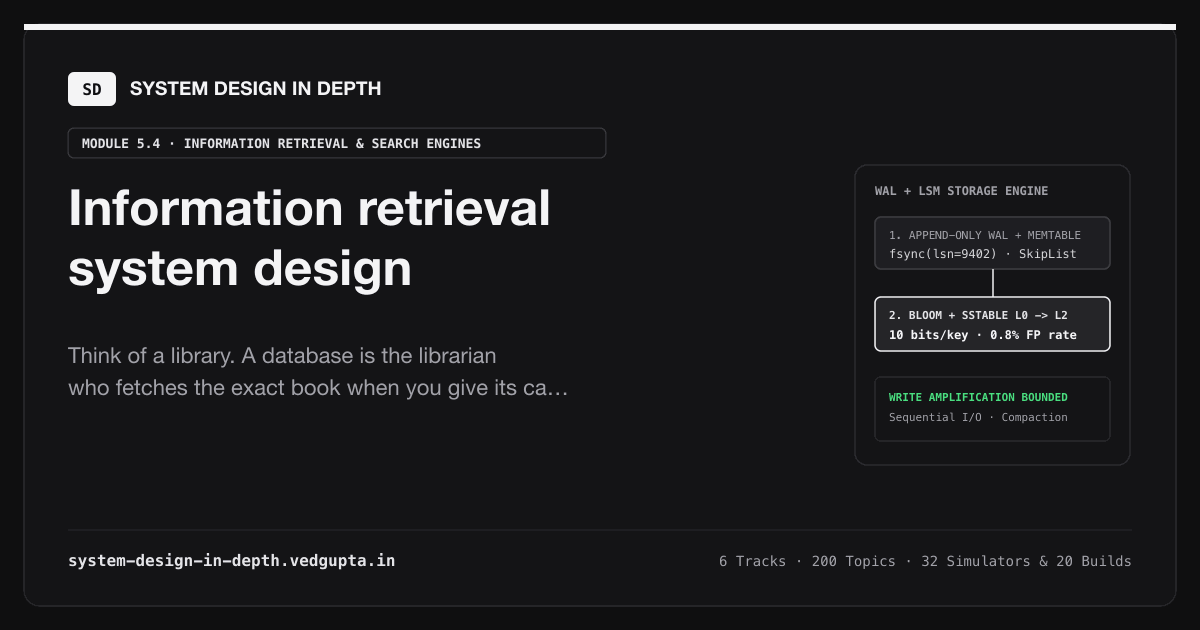 SD SYSTEM DESIGN IN DEPTH
MODULE 5.4 · INFORMATION RETRIEVAL & SEARCH ENGINES
Information retrieval
system design
Think of a library. A database is the librarian
who fetches the exact book when you give its ca…
WAL + LSM STORAGE ENGINE
1. APPEND-ONLY WAL + MEMTABLE
fsync(lsn=9402) · SkipList
2. BLOOM + SSTABLE L0 -> L2
10 bits/key · 0.8% FP rate
WRITE AMPLIFICATION BOUNDED
Sequential I/O · Compaction
system-design-in-depth.vedgupta.in
6 Tracks · 200 Topics · 32 Simulators & 20 Builds